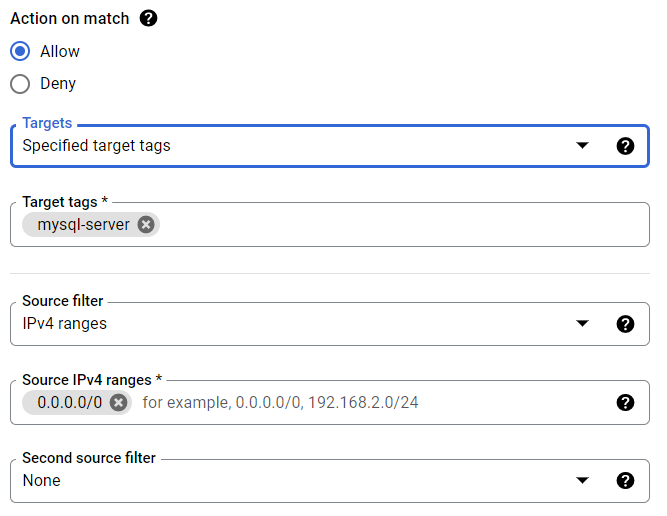 Action on match
Allow
Deny
Targets
Specified target tags
Target tags *
mysql-server
Source filter
IPv4 ranges
Source IPv4 ranges *
0.0.0.0/0 for example, 0.0.0.0/0, 192.168.2.0/24
Second source filter
None